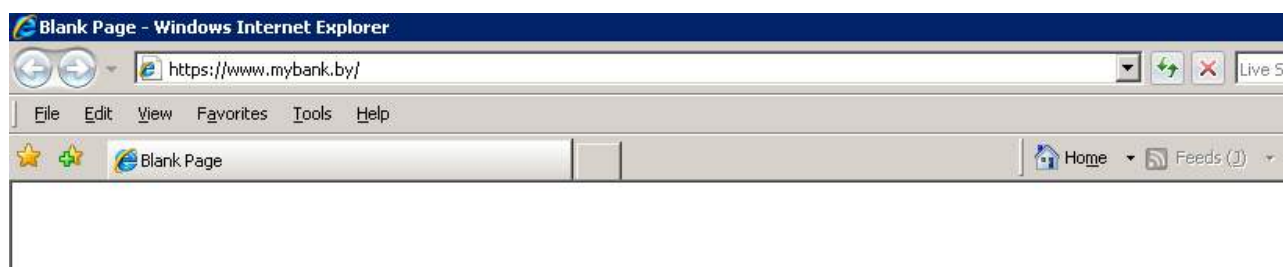 Blank Page - Windows Internet Explorer
https://www.mybank.by/ Live S
File Edit View Favorites Tools Help
Blank Page Home Feeds (J)